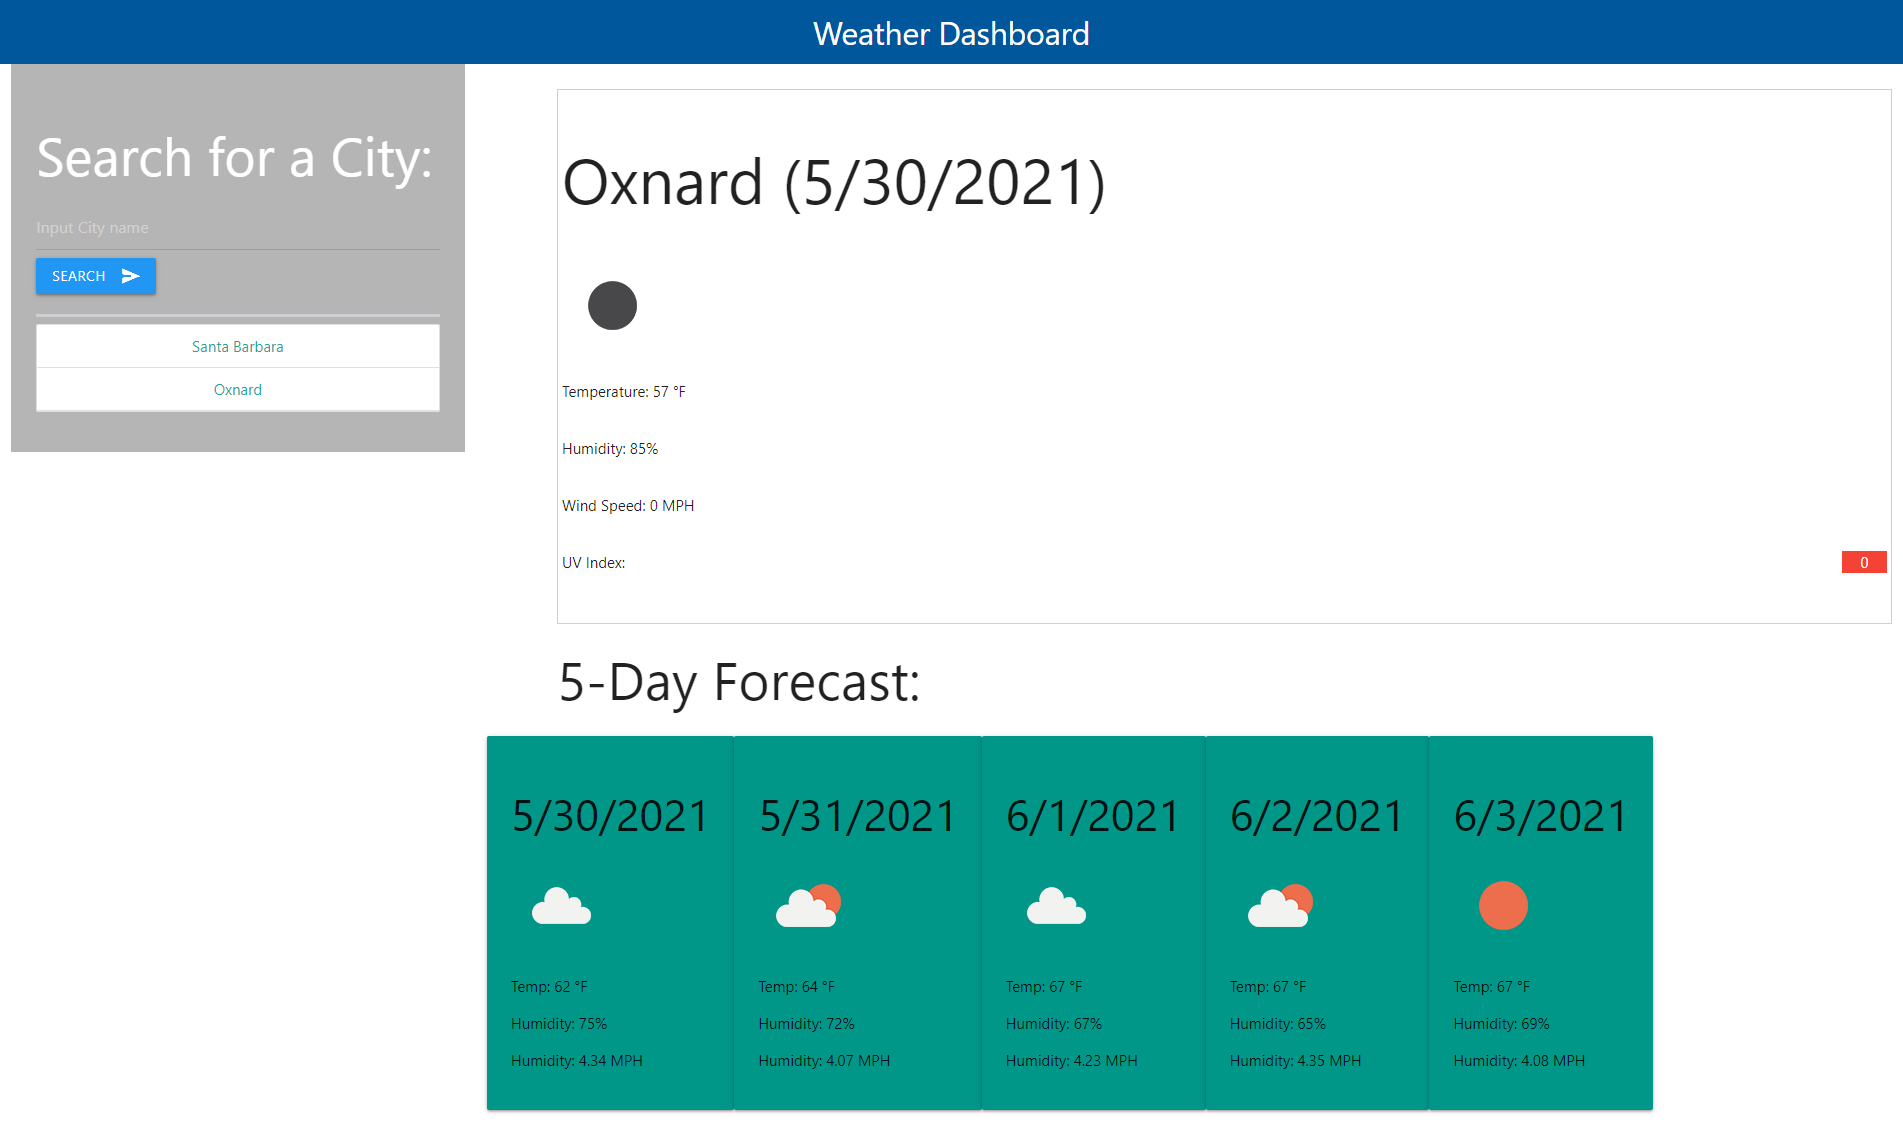 Weather Dashboard
Search for a City:
Input City name
SEARCH
Santa Barbara
Oxnard
Oxnard (5/30/2021)
Temperature: 57 °F
Humidity: 85%
Wind Speed: 0 MPH
UV Index: 0
5-Day Forecast:
5/30/2021
Temp: 62 °F
Humidity: 75%
Humidity: 4.34 MPH
5/31/2021
Temp: 64 °F
Humidity: 72%
Humidity: 4.07 MPH
6/1/2021
Temp: 67 °F
Humidity: 67%
Humidity: 4.23 MPH
6/2/2021
Temp: 67 °F
Humidity: 65%
Humidity: 4.35 MPH
6/3/2021
Temp: 67 °F
Humidity: 69%
Humidity: 4.08 MPH